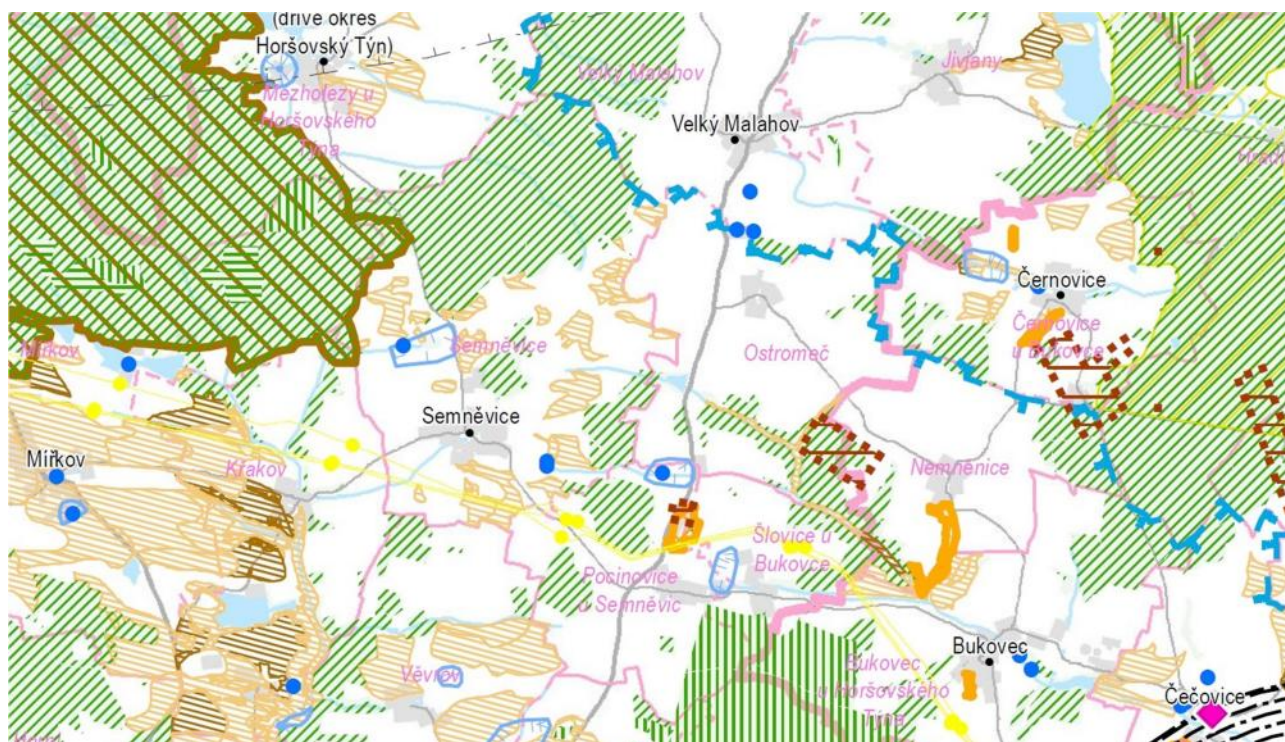 (dříve okres
Horšovský Týn)
Mezholezy u
Horšovského
Týna
Velký Malahov
Jivjany
Velký Malahov
Černovice
Černovice
u Bukovce
Mířkov
Semněvice
Ostromeč
Semněvice
Mířkov
Křakov
Nemněnice
Šlovice u
Bukovce
Pocinovice
u Semněvic
Věvrov
Bukovec
Bukovec
u Horšovského
Týna
Čečovice